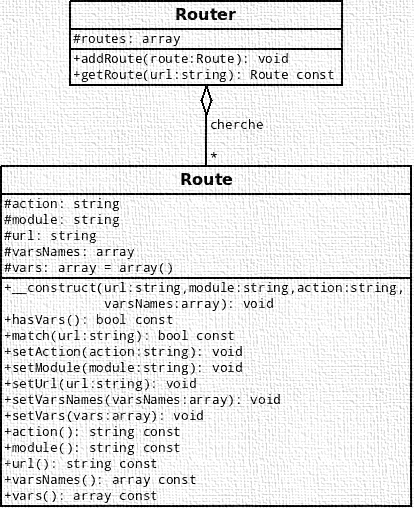 Router
#routes: array
+addRoute(route:Route): void
+getRoute(url:string): Route const
cherche
*
Route
#action: string
#module: string
#url: string
#varsNames: array
#vars: array = array()
+__construct(url:string,module:string,action:string,
varsNames:array): void
+hasVars(): bool const
+match(url:string): bool const
+setAction(action:string): void
+setModule(module:string): void
+setUrl(url:string): void
+setVarsNames(varsNames:array): void
+setVars(vars:array): void
+action(): string const
+module(): string const
+url(): string const
+varsNames(): array const
+vars(): array const